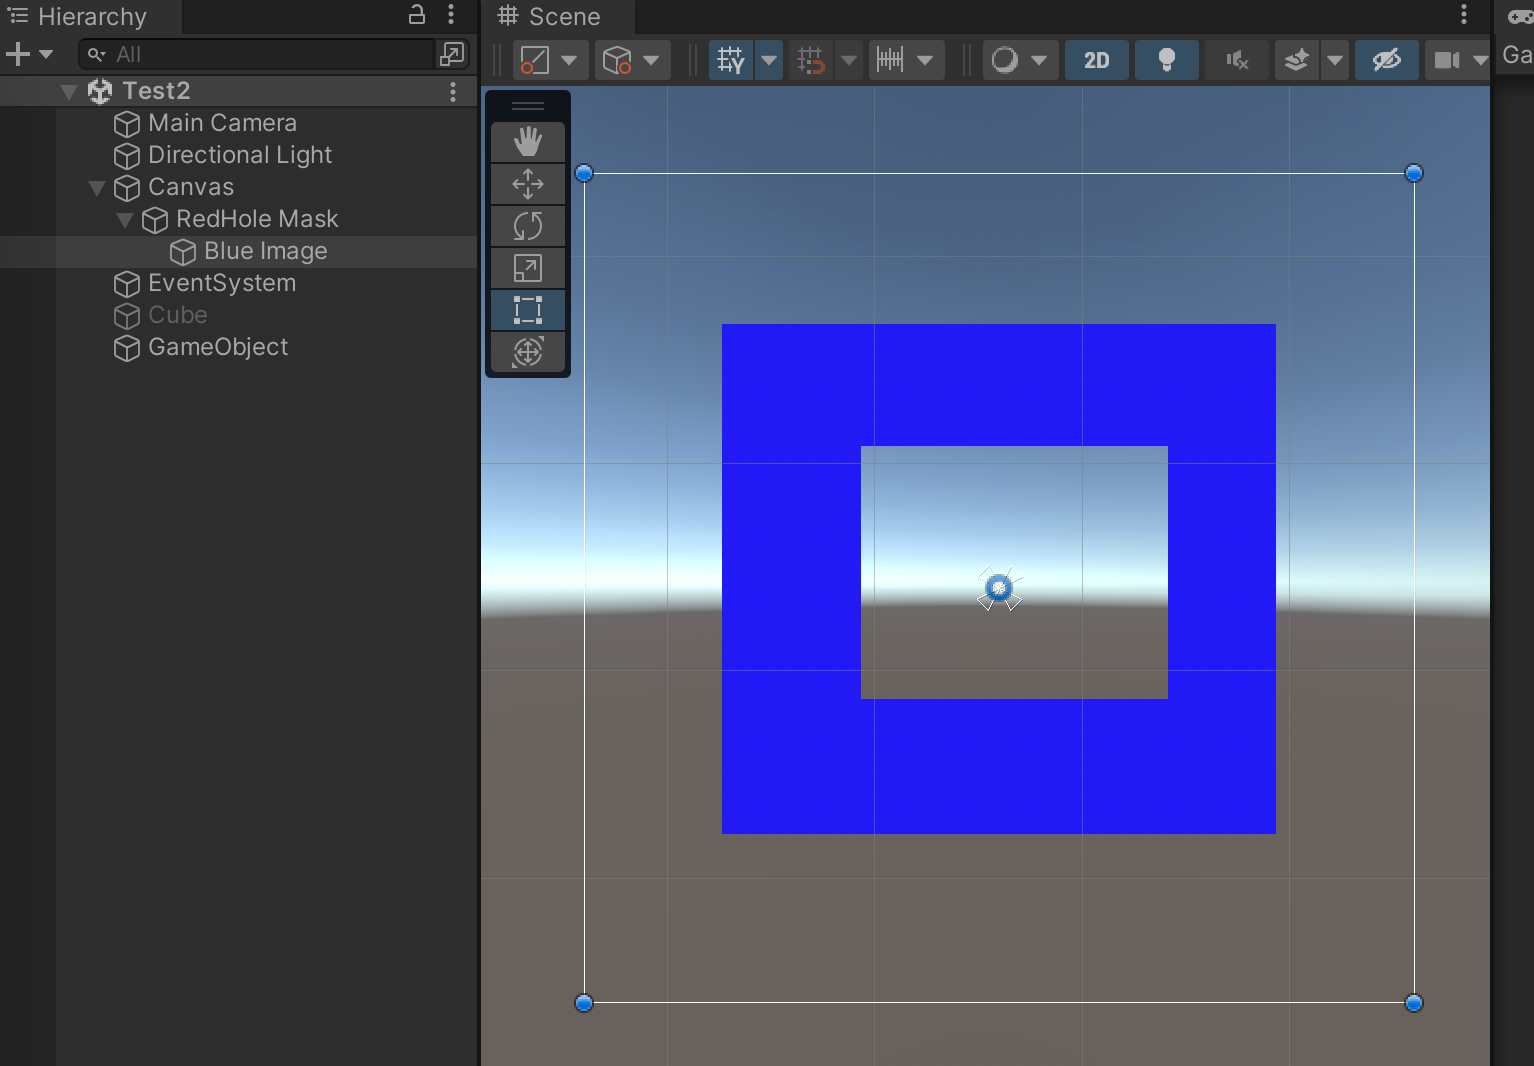 Hierarchy
All
Test2
Main Camera
Directional Light
Canvas
RedHole Mask
Blue Image
EventSystem
Cube
GameObject
Scene
2D
Ga